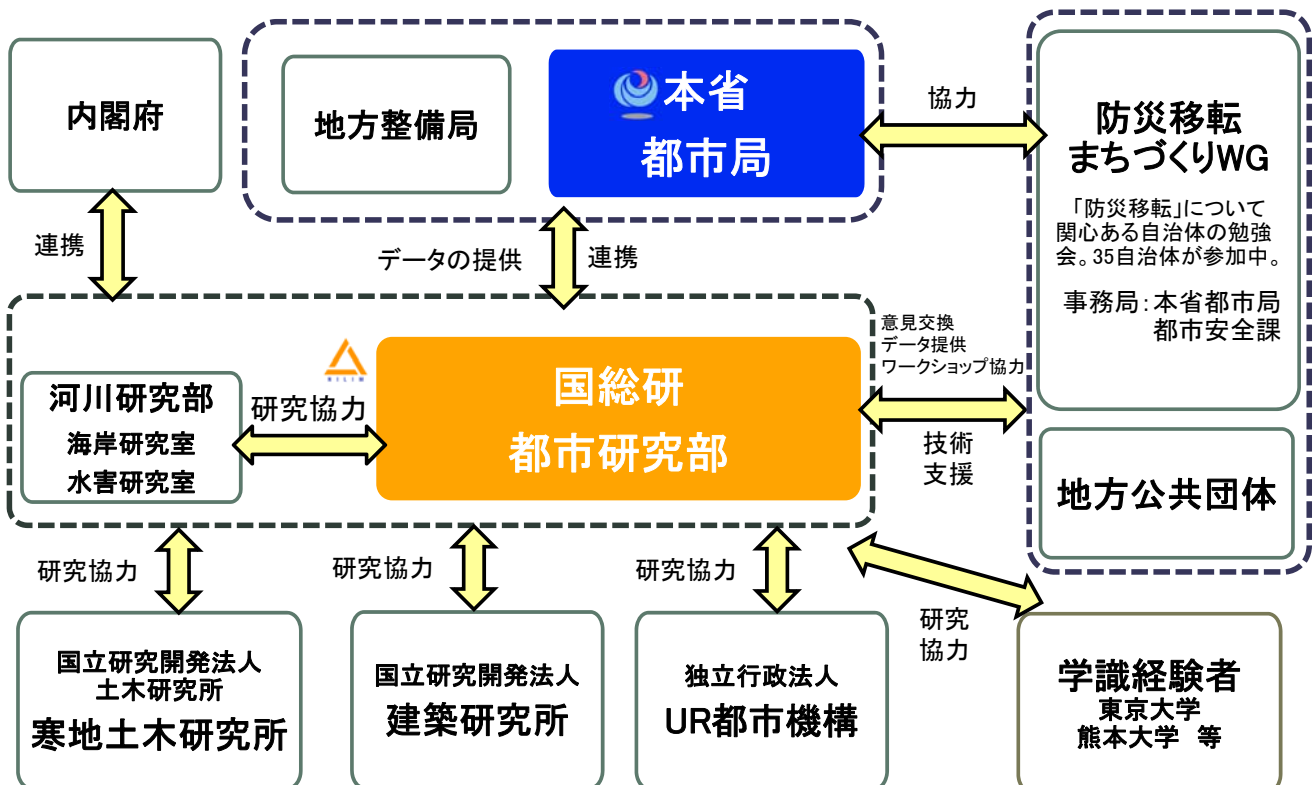 内閣府
地方整備局
本省
都市局
協力
防災移転
まちづくりWG
「防災移転」について
関心ある自治体の勉強
会。35自治体が参加中。
事務局:本省都市局
都市安全課
連携
データの提供
連携
意見交換
データ提供
ワークショップ協力
技術
支援
地方公共団体
河川研究部
海岸研究室
水害研究室
研究協力
NILIM
国総研
都市研究部
研究協力
研究協力
研究協力
研究
協力
国立研究開発法人
土木研究所
寒地土木研究所
国立研究開発法人
建築研究所
独立行政法人
UR都市機構
学識経験者
東京大学
熊本大学 等